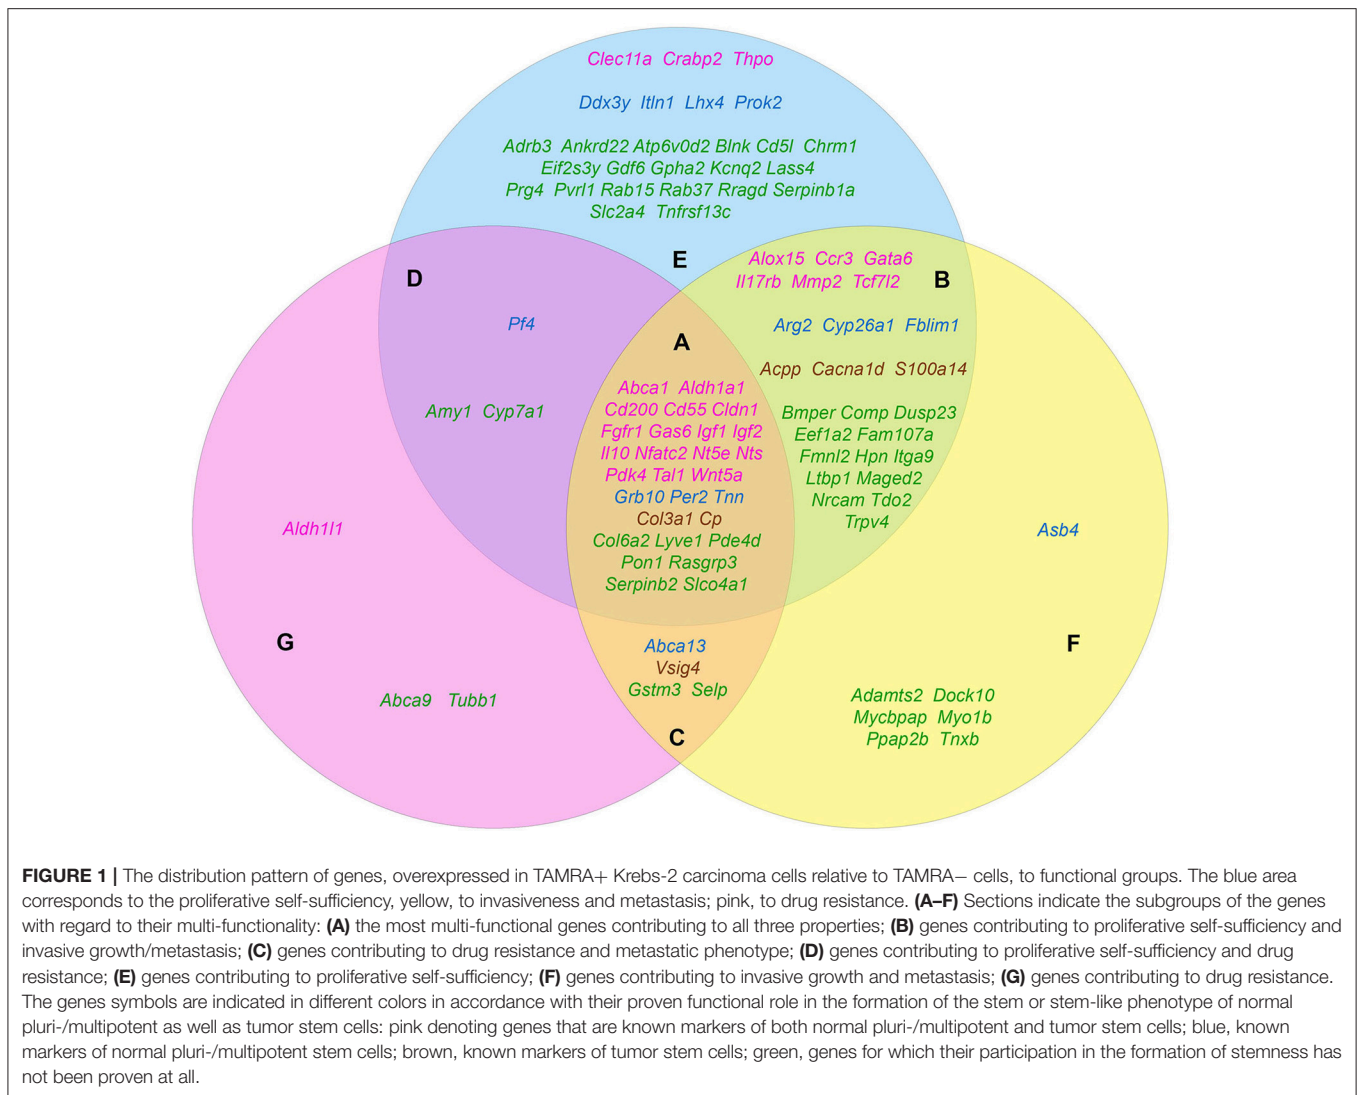 Clec11a Crabp2 Thpo
Ddx3y Itln1 Lhx4 Prok2
Adrb3 Ankrd22 Atp6v0d2 Blnk Cd5l Chrm1
Eif2s3y Gdf6 Gpha2 Kcnq2 Lass4
Prg4 Pvrl1 Rab15 Rab37 Rragd Serpinb1a
Slc2a4 Tnfrsf13c
E
D
Pf4
Amy1 Cyp7a1
Alox15 Ccr3 Gata6
Il17rb Mmp2 Tcf7l2
B
Arg2 Cyp26a1 Fblim1
Acpp Cacna1d S100a14
Bmper Comp Dusp23
Eef1a2 Fam107a
Fmnl2 Hpn Itga9
Ltbp1 Maged2
Nrcam Tdo2
Trpv4
A
Abca1 Aldh1a1
Cd200 Cd55 Cldn1
Fgfr1 Gas6 Igf1 Igf2
Il10 Nfatc2 Nt5e Nts
Pdk4 Tal1 Wnt5a
Grb10 Per2 Tnn
Col3a1 Cp
Col6a2 Lyve1 Pde4d
Pon1 Rasgrp3
Serpinb2 Slco4a1
Aldh1l1
G
Abca9 Tubb1
Abca13
Vsig4
Gstm3 Selp
C
Asb4
F
Adamts2 Dock10
Mycbpap Myo1b
Ppap2b Tnxb
FIGURE 1 | The distribution pattern of genes, overexpressed in TAMRA+ Krebs-2 carcinoma cells relative to TAMRA− cells, to functional groups. The blue area
corresponds to the proliferative self-sufficiency, yellow, to invasiveness and metastasis; pink, to drug resistance. (A–F) Sections indicate the subgroups of the genes
with regard to their multi-functionality: (A) the most multi-functional genes contributing to all three properties; (B) genes contributing to proliferative self-sufficiency and
invasive growth/metastasis; (C) genes contributing to drug resistance and metastatic phenotype; (D) genes contributing to proliferative self-sufficiency and drug
resistance; (E) genes contributing to proliferative self-sufficiency; (F) genes contributing to invasive growth and metastasis; (G) genes contributing to drug resistance.
The genes symbols are indicated in different colors in accordance with their proven functional role in the formation of the stem or stem-like phenotype of normal
pluri-/multipotent as well as tumor stem cells: pink denoting genes that are known markers of both normal pluri-/multipotent and tumor stem cells; blue, known
markers of normal pluri-/multipotent stem cells; brown, known markers of tumor stem cells; green, genes for which their participation in the formation of stemness has
not been proven at all.